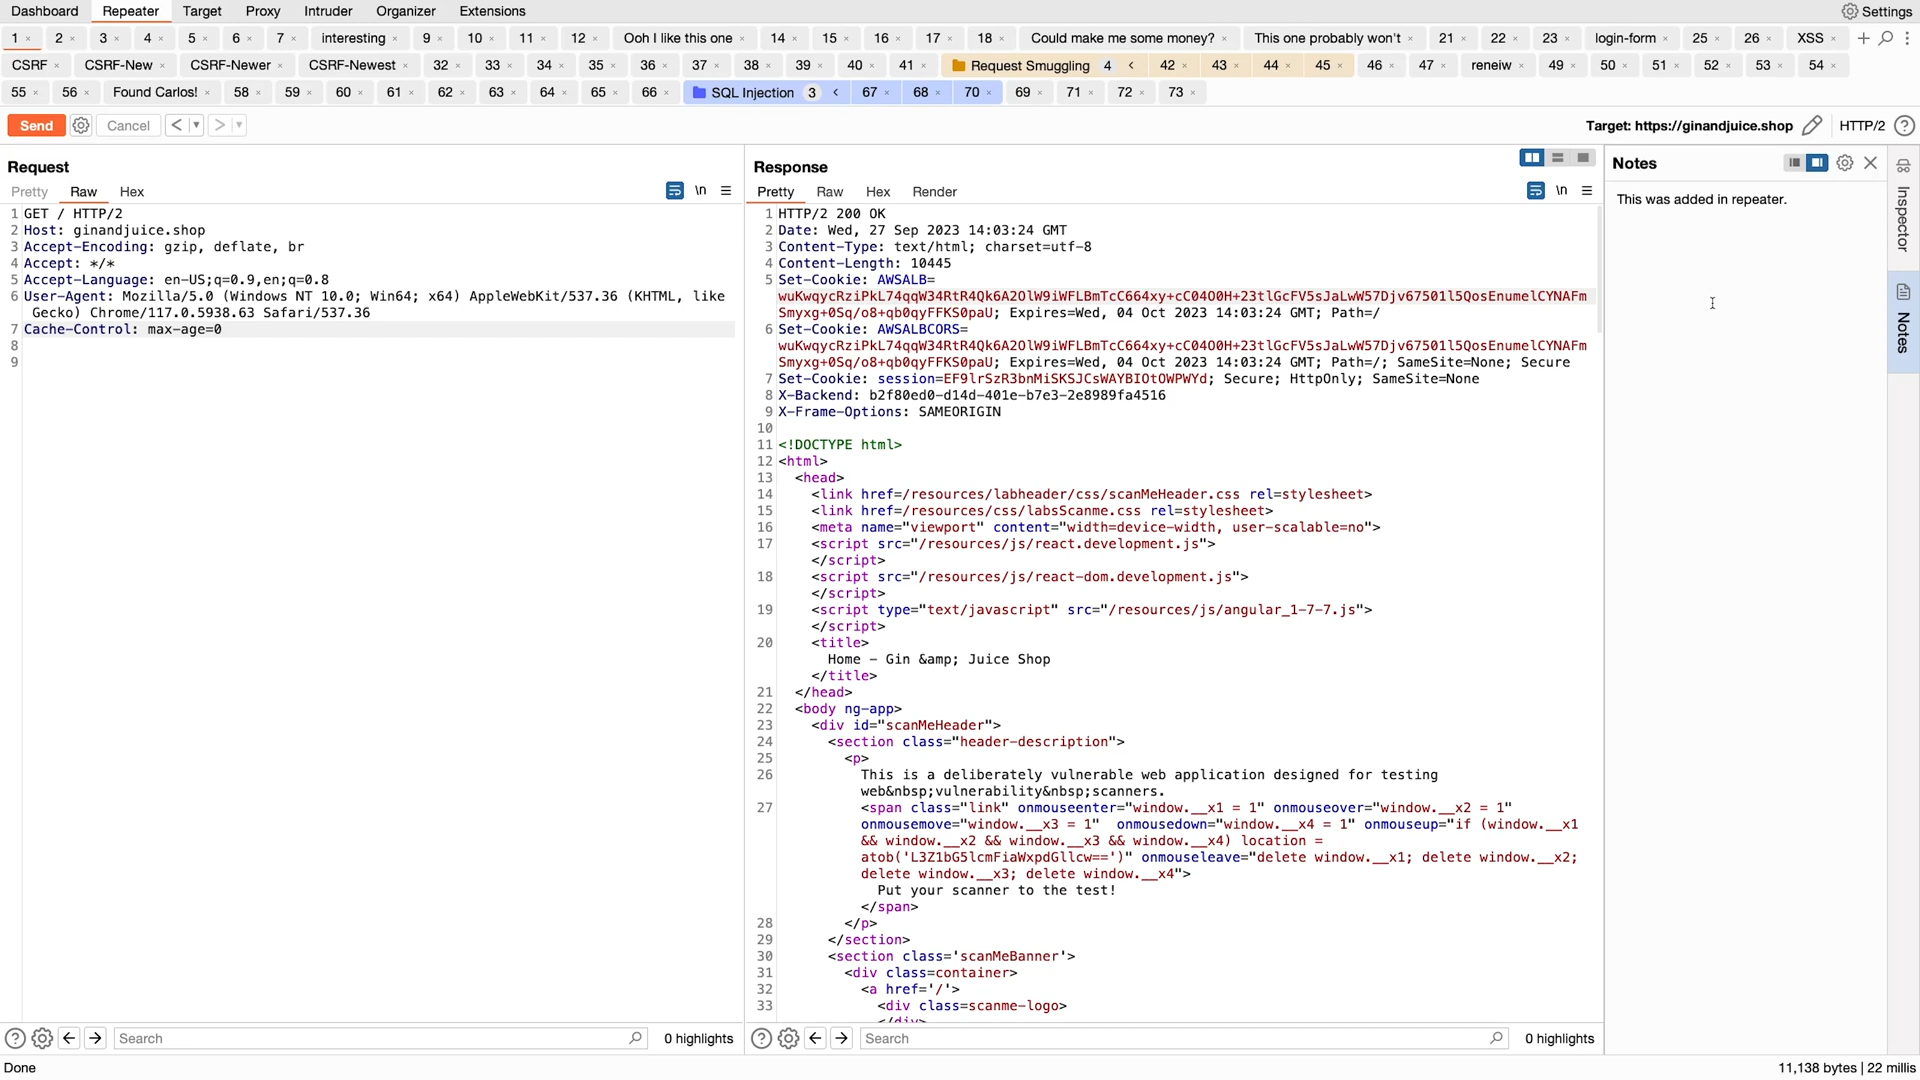 Dashboard Repeater Target Proxy Intruder Organizer Extensions Settings
1 × 2 × 3 × 4 × 5 × 6 × 7 × interesting × 9 × 10 × 11 × 12 × Ooh I like this one × 14 × 15 × 16 × 17 × 18 × Could make me some money? × This one probably won't × 21 × 22 × 23 × login-form × 25 × 26 × XSS ×
CSRF × CSRF-New × CSRF-Newer × CSRF-Newest × 32 × 33 × 34 × 35 × 36 × 37 × 38 × 39 × 40 × 41 × Request Smuggling 4 < 42 × 43 × 44 × 45 × 46 × 47 × reneiw × 49 × 50 × 51 × 52 × 53 × 54 ×
55 × 56 × Found Carlos! × 58 × 59 × 60 × 61 × 62 × 63 × 64 × 65 × 66 × SQL Injection 3 < 67 × 68 × 70 × 69 × 71 × 72 × 73 ×
Send Cancel < > Target: https://ginandjuice.shop HTTP/2 ?
Request
Pretty Raw Hex \n
1 GET / HTTP/2
2 Host: ginandjuice.shop
3 Accept-Encoding: gzip, deflate, br
4 Accept: */*
5 Accept-Language: en-US;q=0.9,en;q=0.8
6 User-Agent: Mozilla/5.0 (Windows NT 10.0; Win64; x64) AppleWebKit/537.36 (KHTML, like
Gecko) Chrome/117.0.5938.63 Safari/537.36
7 Cache-Control: max-age=0
8
9
Search 0 highlights
Response
Pretty Raw Hex Render \n
1 HTTP/2 200 OK
2 Date: Wed, 27 Sep 2023 14:03:24 GMT
3 Content-Type: text/html; charset=utf-8
4 Content-Length: 10445
5 Set-Cookie: AWSALB=
wuKwqycRziPkL74qqW34RtR4Qk6A2OlW9iWFLBmTcC664xy+cC04O0H+23tlGcFV5sJaLwW57Djv67501l5QosEnumelCYNAFm
Smyxg+0Sq/o8+qb0qyFFKS0paU; Expires=Wed, 04 Oct 2023 14:03:24 GMT; Path=/
6 Set-Cookie: AWSALBCORS=
wuKwqycRziPkL74qqW34RtR4Qk6A2OlW9iWFLBmTcC664xy+cC04O0H+23tlGcFV5sJaLwW57Djv67501l5QosEnumelCYNAFm
Smyxg+0Sq/o8+qb0qyFFKS0paU; Expires=Wed, 04 Oct 2023 14:03:24 GMT; Path=/; SameSite=None; Secure
7 Set-Cookie: session=EF9lrSzR3bnMiSKSJCsWAYBIOtOWPWYd; Secure; HttpOnly; SameSite=None
8 X-Backend: b2f80ed0-d14d-401e-b7e3-2e8989fa4516
9 X-Frame-Options: SAMEORIGIN
10
11 <!DOCTYPE html>
12 <html>
13 <head>
14 <link href=/resources/labheader/css/scanMeHeader.css rel=stylesheet>
15 <link href=/resources/css/labsScanme.css rel=stylesheet>
16 <meta name="viewport" content="width=device-width, user-scalable=no">
17 <script src="/resources/js/react.development.js">
</script>
18 <script src="/resources/js/react-dom.development.js">
</script>
19 <script type="text/javascript" src="/resources/js/angular_1-7-7.js">
</script>
20 <title>
Home - Gin &amp; Juice Shop
</title>
21 </head>
22 <body ng-app>
23 <div id="scanMeHeader">
24 <section class="header-description">
25 <p>
26 This is a deliberately vulnerable web application designed for testing
web&nbsp;vulnerability&nbsp;scanners.
27 <span class="link" onmouseenter="window.__x1 = 1" onmouseover="window.__x2 = 1"
onmousemove="window.__x3 = 1" onmousedown="window.__x4 = 1" onmouseup="if (window.__x1
&& window.__x2 && window.__x3 && window.__x4) location =
atob('L3Z1bG5lcmFiaWxpdGllcw==')" onmouseleave="delete window.__x1; delete window.__x2;
delete window.__x3; delete window.__x4">
Put your scanner to the test!
</span>
28 </p>
29 </section>
30 <section class='scanMeBanner'>
31 <div class=container>
32 <a href='/'>
33 <div class=scanme-logo>
</div>
Search 0 highlights
Notes
This was added in repeater.
Inspector
Notes
Done 11,138 bytes | 22 millis